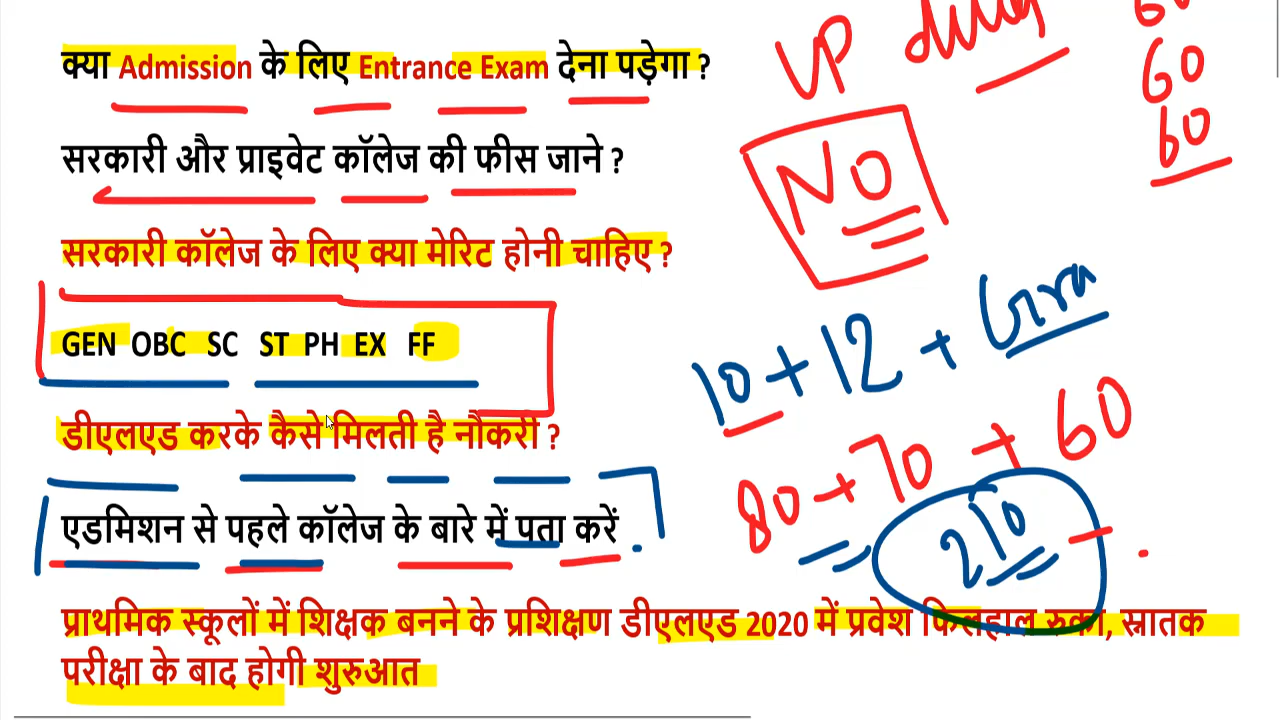 क्या Admission के लिए Entrance Exam देना पड़ेगा ?
सरकारी और प्राइवेट कॉलेज की फीस जाने ?
सरकारी कॉलेज के लिए क्या मेरिट होनी चाहिए ?
GEN OBC SC ST PH EX FF
डीएलएड करके कैसे मिलती है नौकरी ?
एडमिशन से पहले कॉलेज के बारे में पता करें
प्राथमिक स्कूलों में शिक्षक बनने के प्रशिक्षण डीएलएड 2020 में प्रवेश फिलहाल रुका, स्नातक
परीक्षा के बाद होगी शुरुआत
UP
60
60
NO
10 + 12 + Gra
80 + 70 + 60
210